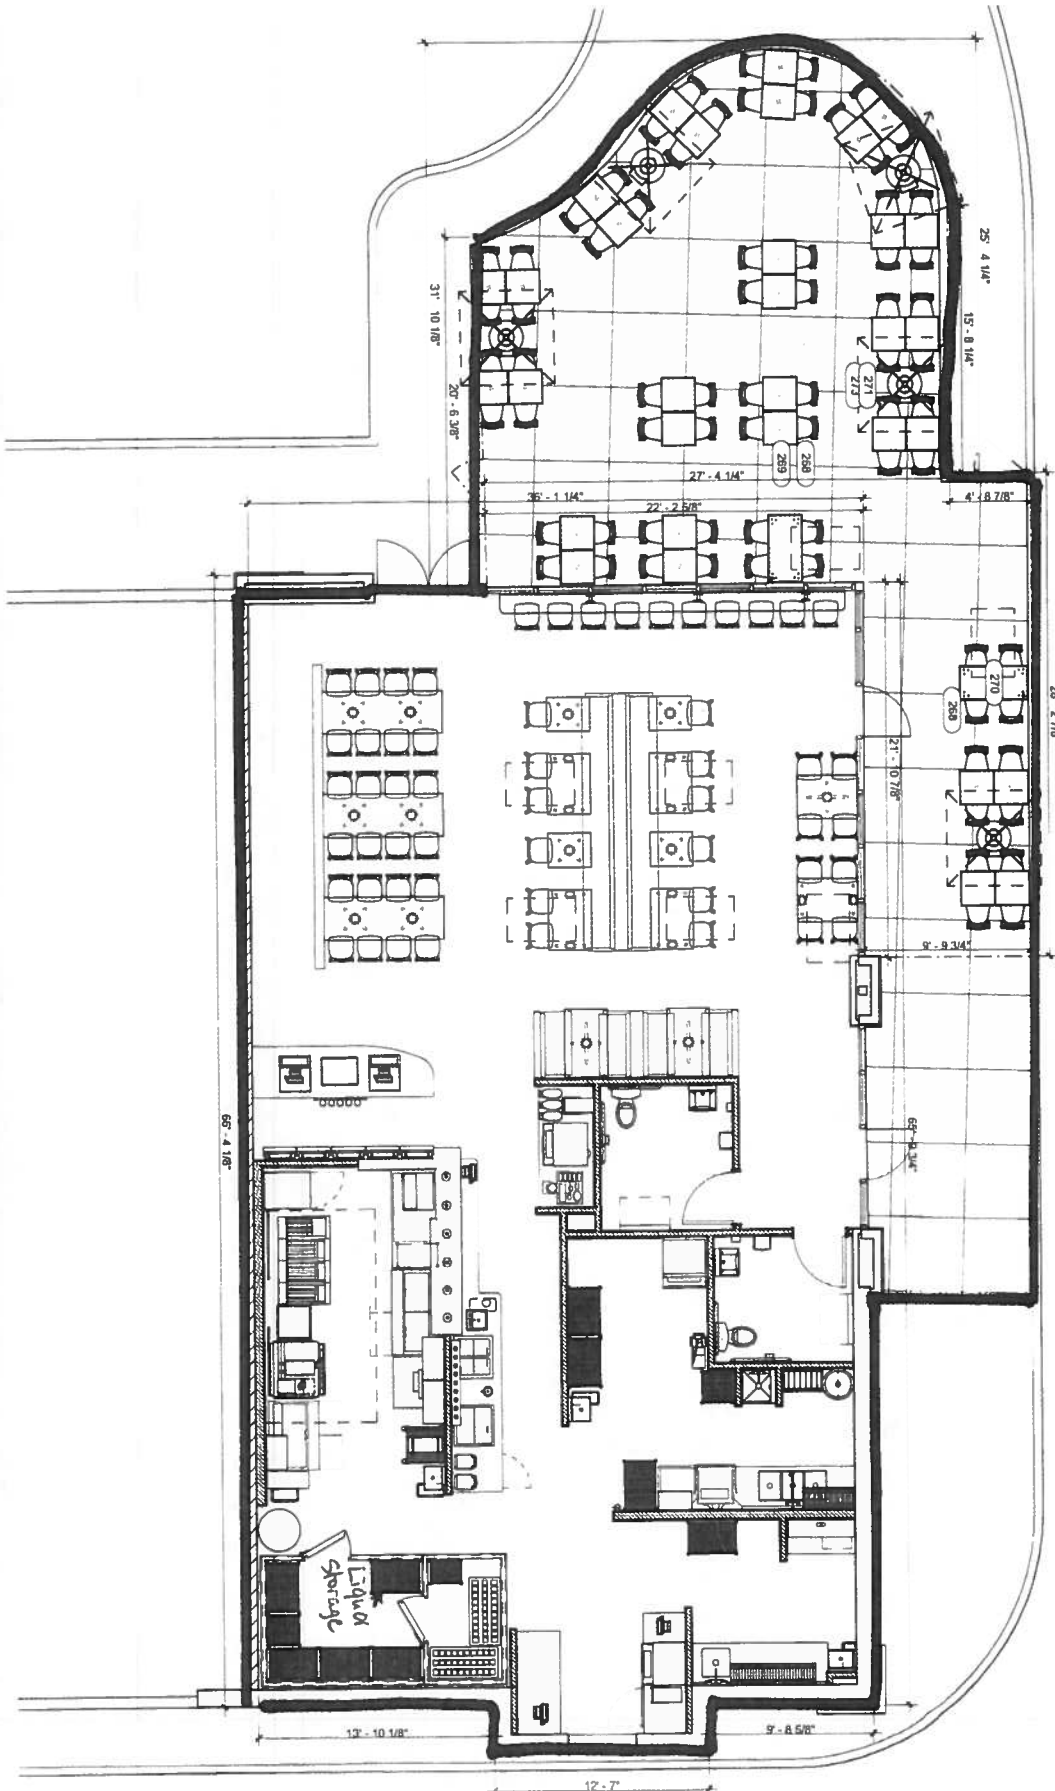 25' 4 1/4"
15' - 8 1/4"
31' 10 1/8"
20' - 6 3/8"
273
271
269
268
27' - 4 1/4"
36' - 1 1/4"
22' - 2 5/8"
4' - 8 7/8"
270
268
21' - 10 7/8"
9' - 9 3/4"
66' - 4 1/8"
Liquor
Storage
13' - 10 1/8"
9' - 8 5/8"
12' - 7"